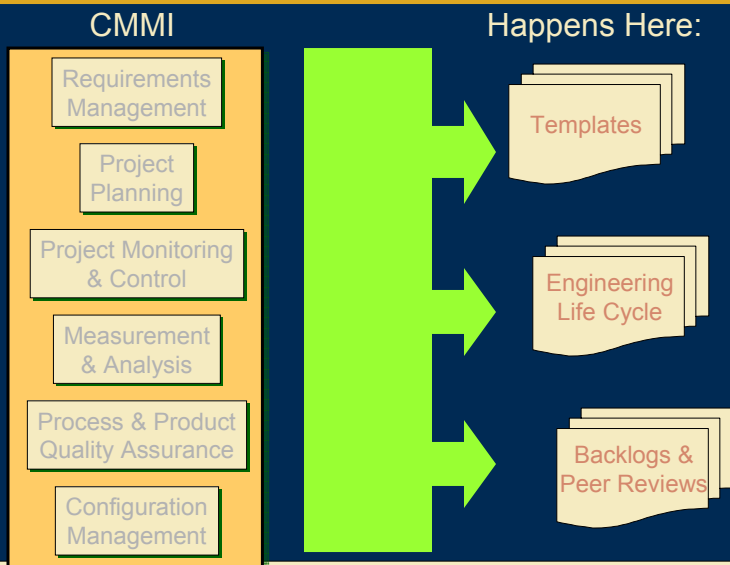 CMMI
Requirements
Management
Project
Planning
Project Monitoring
& Control
Measurement
& Analysis
Process & Product
Quality Assurance
Configuration
Management
Happens Here:
Templates
Engineering
Life Cycle
Backlogs &
Peer Reviews